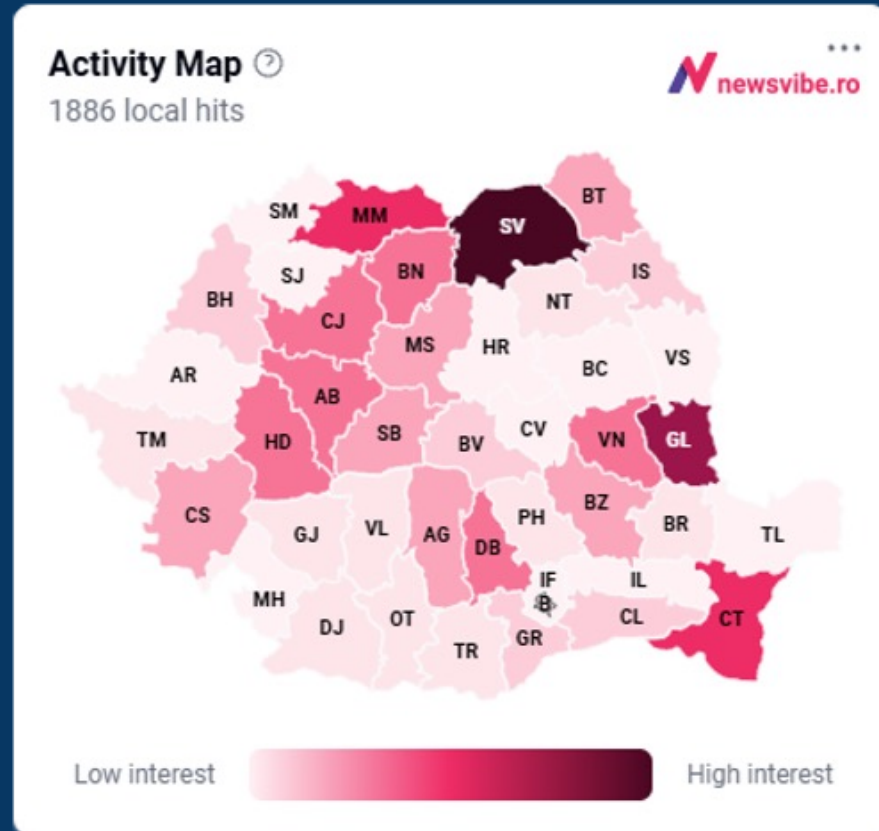 Activity Map ?
newsvibe.ro
1886 local hits
BT
SM
MM
SV
SJ
BN
IS
BH
NT
CJ
MS
HR
VS
AR
BC
AB
CV
TM
HD
SB
BV
VN
GL
CS
BZ
PH
BR
GJ
VL
AG
DB
TL
IF
IL
MH
B
DJ
OT
CL
CT
TR
GR
Low interest
High interest